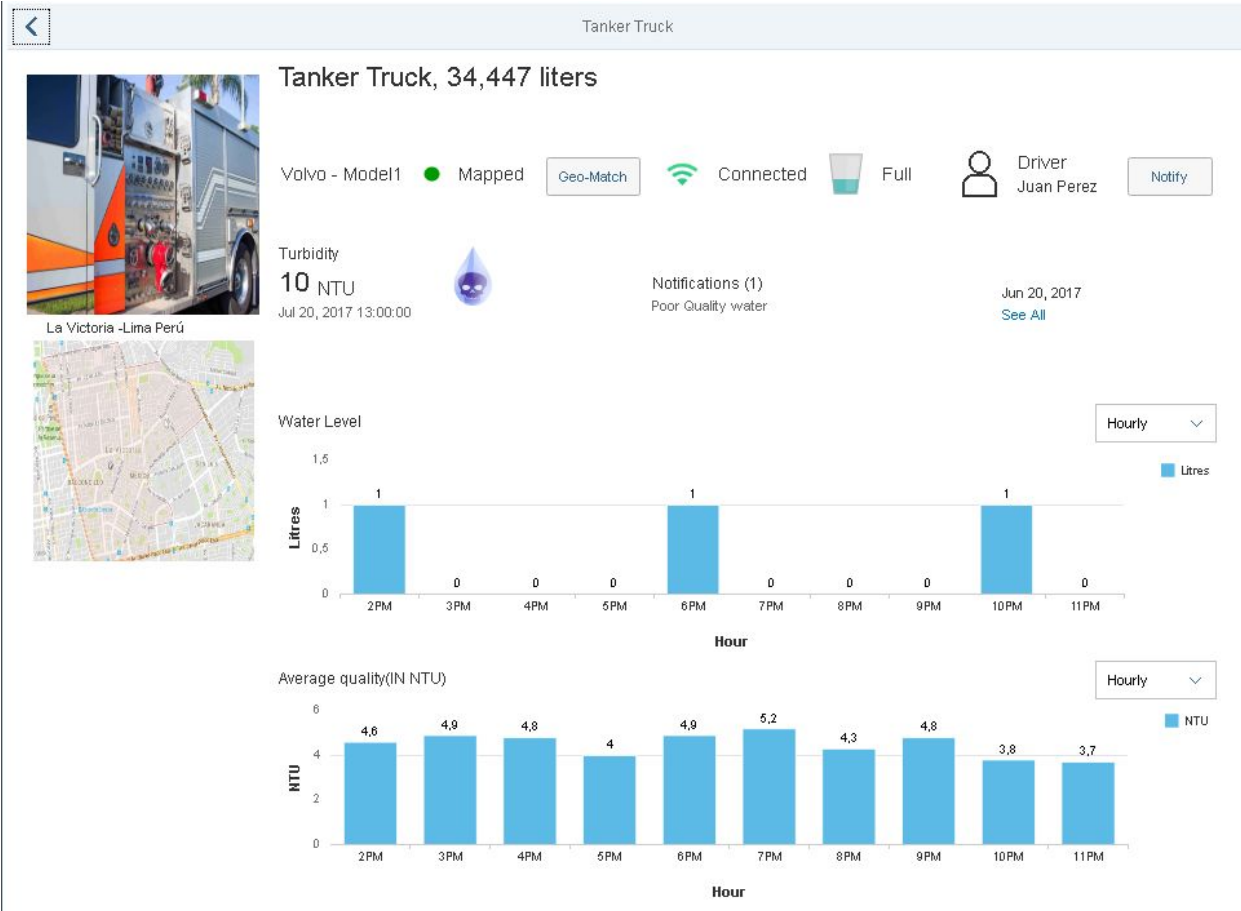 Tanker Truck
Tanker Truck, 34,447 liters
Volvo - Model1
Mapped
Geo-Match
Connected
Full
Driver
Juan Perez
Notify
Turbidity
10 NTU
Jul 20, 2017 13:00:00
Notifications (1)
Poor Quality water
Jun 20, 2017
See All
La Victoria -Lima Perú
La Victoria
Water Level
Hourly
Litres
1,5
1
0,5
0
Litres
1 0 0 0 1 0 0 0 1 0
2PM 3PM 4PM 5PM 6PM 7PM 8PM 9PM 10PM 11PM
Hour
Average quality(IN NTU)
Hourly
NTU
6
4
2
0
NTU
4,6 4,9 4,8 4 4,9 5,2 4,3 4,8 3,8 3,7
2PM 3PM 4PM 5PM 6PM 7PM 8PM 9PM 10PM 11PM
Hour